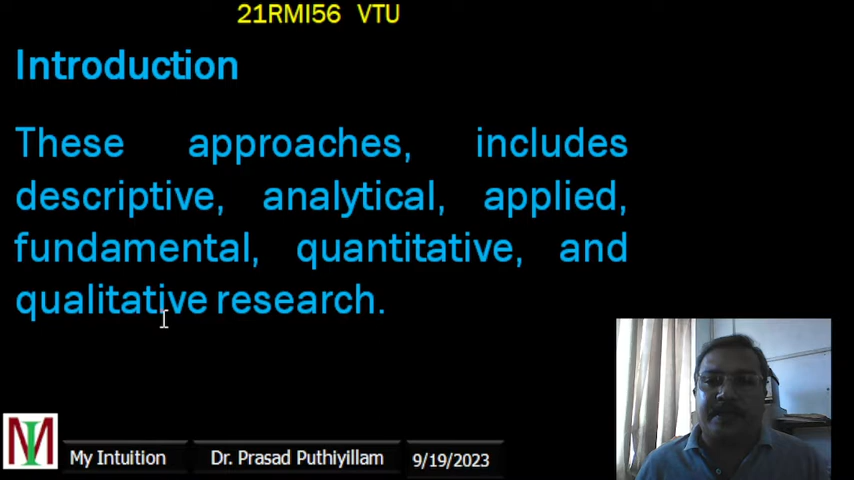 21RMI56 VTU
Introduction
These approaches, includes
descriptive, analytical, applied,
fundamental, quantitative, and
qualitative research.
MI
My Intuition
Dr. Prasad Puthiyillam
9/19/2023